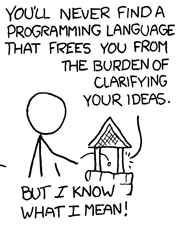 YOU'LL NEVER FIND A
PROGRAMMING LANGUAGE
THAT FREES YOU FROM
THE BURDEN OF
CLARIFYING
YOUR IDEAS.
BUT I KNOW
WHAT I MEAN!